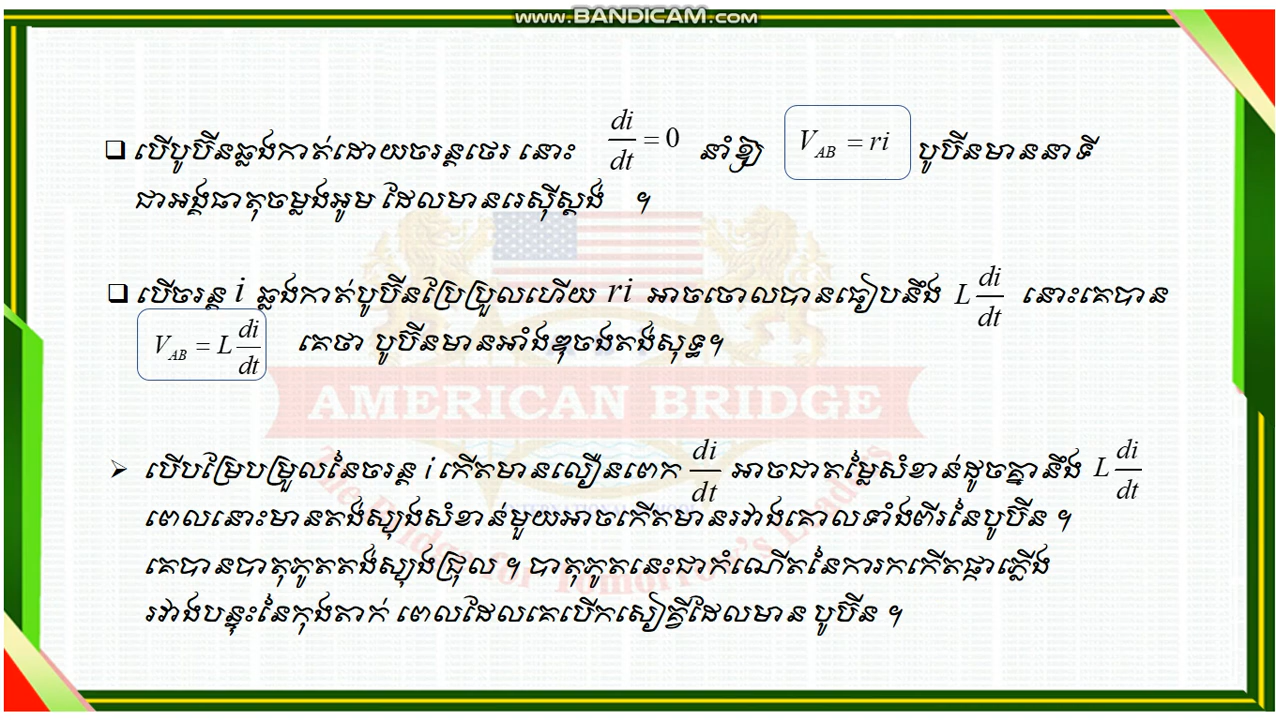 www.BANDICAM.com
❑ បើបូប៊ីនឆ្លងកាត់ដោយចរន្តថេរ នោះ di/dt = 0 នាំឱ្យ V_AB = ri បូប៊ីនមាននាទី
ជាអង្គធាតុចម្លងអូម ដែលមានរេស៊ីស្តង់ ។
❑ បើចរន្ត i ឆ្លងកាត់បូប៊ីនប្រែប្រួលហើយ ri អាចចោលបានធៀបនឹង L di/dt នោះគេបាន
V_AB = L di/dt គេថា បូប៊ីនមានអាំងឌុចងតង់សុទ្ធ។
AMERICAN BRIDGE
The Bridge for Tomorrow's Leaders
➢ បើបម្រែបម្រួលនៃចរន្ត i កើតមានលឿនពេក di/dt អាចជាតម្លៃសំខាន់ដូចគ្នានឹង L di/dt
ពេលនោះមានតង់ស្យុងសំខាន់មួយអាចកើតមានរវាងគោលទាំងពីរនៃបូប៊ីន ។
គេបានបាតុភូតតង់ស្យុងជ្រុល ។ បាតុភូតនេះជាកំណើតនៃការកកើតផ្កាភ្លើង
រវាងបន្ទុះនៃកុងតាក់ ពេលដែលគេបើកសៀគ្វីដែលមាន បូប៊ីន ។